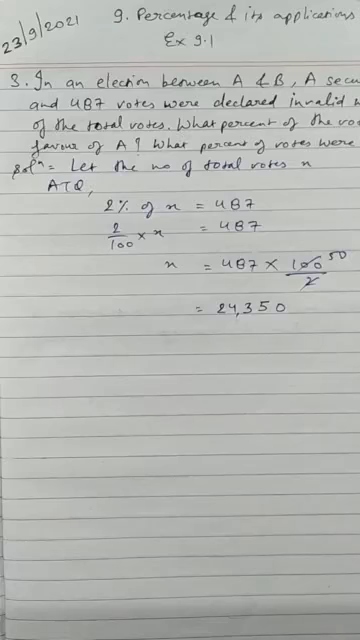 23/9/2021
9. Percentage & its applications
Ex 9.1
3. In an election between A & B, A secu
and 487 votes were declared invalid w
of the total votes. What percent of the vo
favour of A? What percent of votes were
Solⁿ = Let the no of total votes x
ATQ,
2% of x = 487
2/100 × x = 487
x = 487 × 100 50 / 2
= 24,350